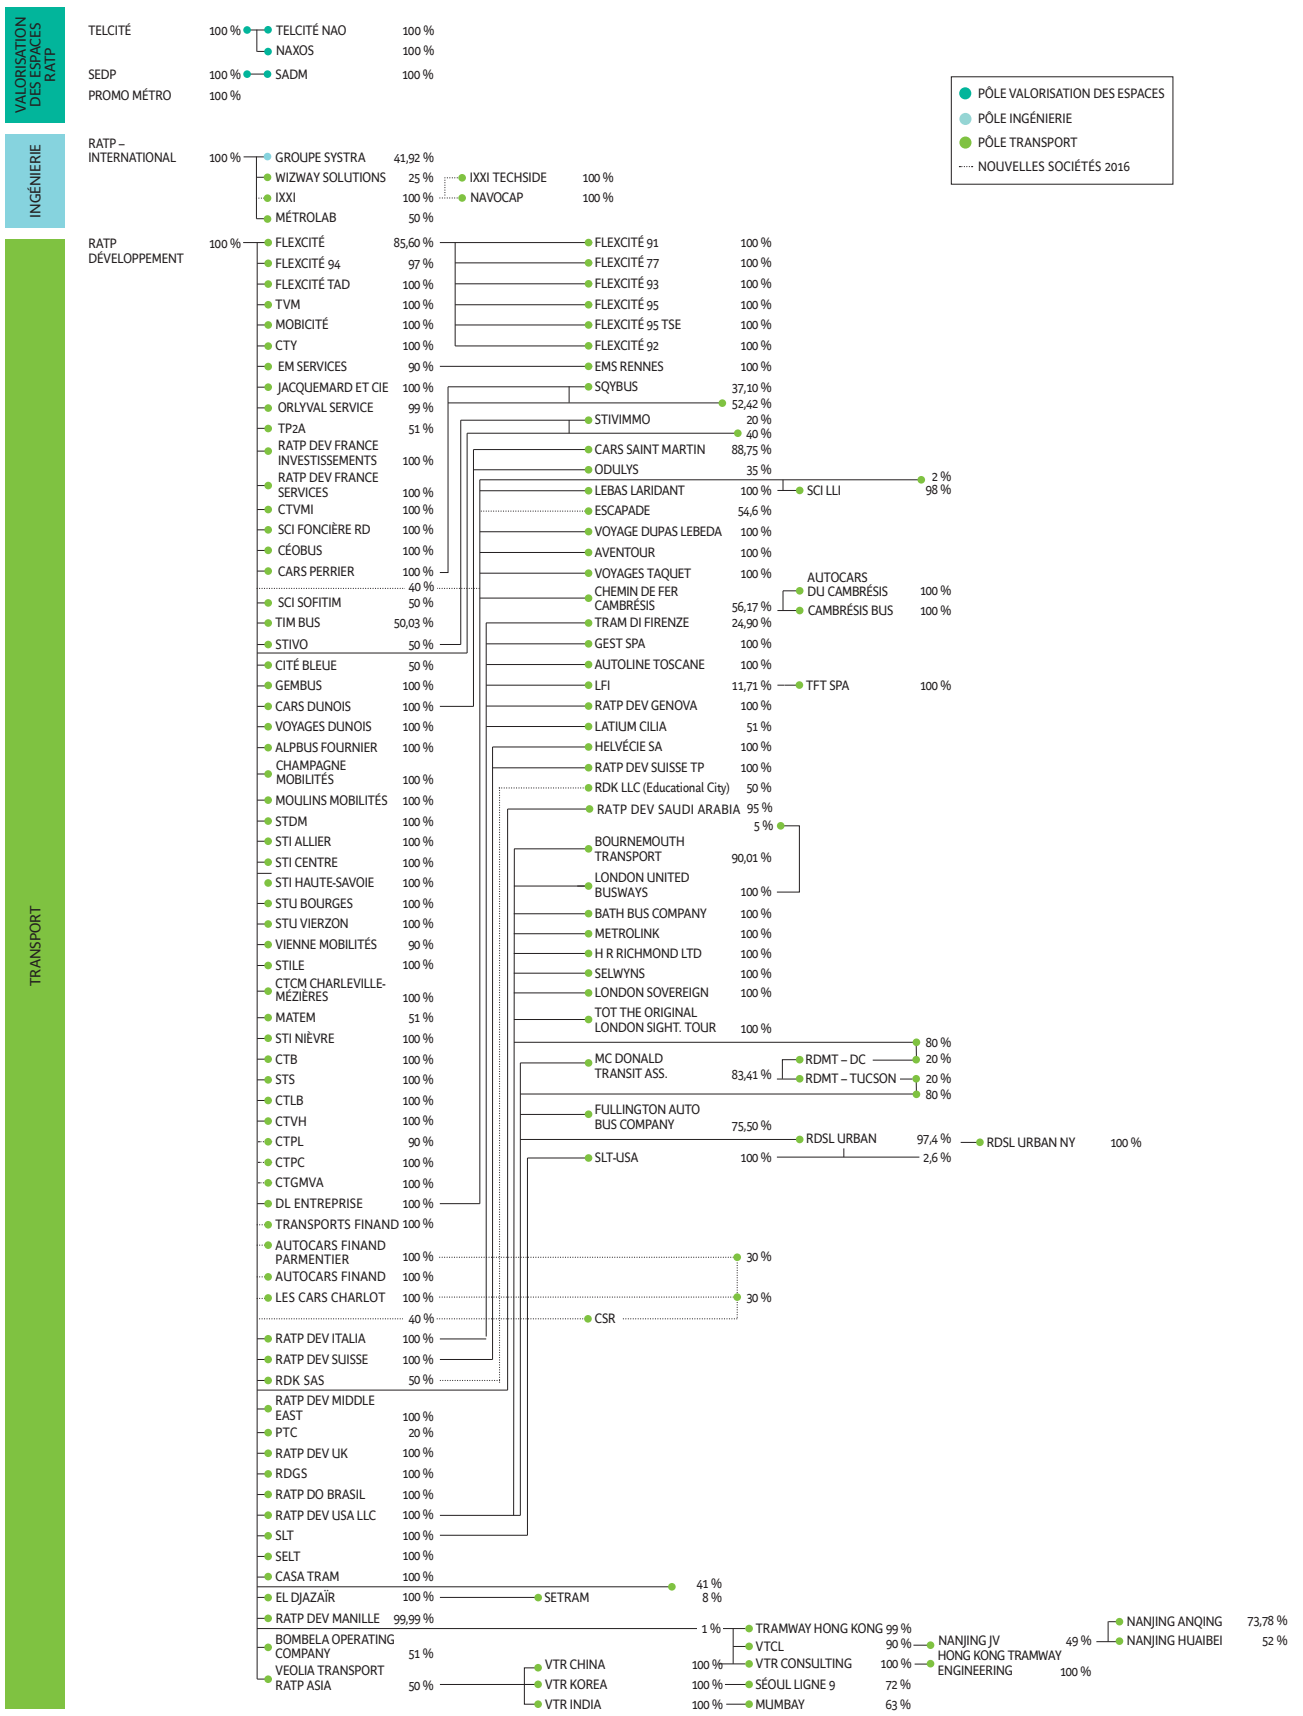 VALORISATION
DES ESPACES
RATP
TELCITÉ 100 % TELCITÉ NAO 100 %
NAXOS 100 %
SEDP 100 % SADM 100 %
PROMO MÉTRO 100 %
PÔLE VALORISATION DES ESPACES
PÔLE INGÉNIERIE
PÔLE TRANSPORT
NOUVELLES SOCIÉTÉS 2016
INGÉNIERIE
RATP –
INTERNATIONAL 100 % GROUPE SYSTRA 41,92 %
WIZWAY SOLUTIONS 25 % IXXI TECHSIDE 100 %
IXXI 100 % NAVOCAP 100 %
MÉTROLAB 50 %
TRANSPORT
RATP
DÉVELOPPEMENT 100 %
FLEXCITÉ 85,60 % FLEXCITÉ 91 100 %
FLEXCITÉ 94 97 % FLEXCITÉ 77 100 %
FLEXCITÉ TAD 100 % FLEXCITÉ 93 100 %
TVM 100 % FLEXCITÉ 95 100 %
MOBICITÉ 100 % FLEXCITÉ 95 TSE 100 %
CTY 100 % FLEXCITÉ 92 100 %
EM SERVICES 90 % EMS RENNES 100 %
JACQUEMARD ET CIE 100 % SQYBUS 37,10 %
ORLYVAL SERVICE 99 % 52,42 %
TP2A 51 % STIVIMMO 20 %
40 %
RATP DEV FRANCE
INVESTISSEMENTS 100 % CARS SAINT MARTIN 88,75 %
RATP DEV FRANCE
SERVICES 100 % ODULYS 35 %
2 %
LEBAS LARIDANT 100 % SCI LLI 98 %
CTVMI 100 % ESCAPADE 54,6 %
SCI FONCIÈRE RD 100 % VOYAGE DUPAS LEBEDA 100 %
CÉOBUS 100 % AVENTOUR 100 %
CARS PERRIER 100 % VOYAGES TAQUET 100 %
40 %
CHEMIN DE FER
CAMBRÉSIS 56,17 %
AUTOCARS
DU CAMBRÉSIS 100 %
CAMBRÉSIS BUS 100 %
SCI SOFITIM 50 %
TIM BUS 50,03 % TRAM DI FIRENZE 24,90 %
STIVO 50 % GEST SPA 100 %
CITÉ BLEUE 50 % AUTOLINE TOSCANE 100 %
GEMBUS 100 % LFI 11,71 % TFT SPA 100 %
CARS DUNOIS 100 % RATP DEV GENOVA 100 %
VOYAGES DUNOIS 100 % LATIUM CILIA 51 %
ALPBUS FOURNIER 100 % HELVÉCIE SA 100 %
CHAMPAGNE
MOBILITÉS 100 % RATP DEV SUISSE TP 100 %
RDK LLC (Educational City) 50 %
MOULINS MOBILITÉS 100 % RATP DEV SAUDI ARABIA 95 %
STDM 100 % 5 %
STI ALLIER 100 % BOURNEMOUTH
TRANSPORT 90,01 %
STI CENTRE 100 %
STI HAUTE-SAVOIE 100 % LONDON UNITED
BUSWAYS 100 %
STU BOURGES 100 % BATH BUS COMPANY 100 %
STU VIERZON 100 % METROLINK 100 %
VIENNE MOBILITÉS 90 % H R RICHMOND LTD 100 %
STILE 100 % SELWYNS 100 %
CTCM CHARLEVILLE-
MÉZIÈRES 100 % LONDON SOVEREIGN 100 %
MATEM 51 % TOT THE ORIGINAL
LONDON SIGHT. TOUR 100 %
STI NIÈVRE 100 % 80 %
CTB 100 % MC DONALD
TRANSIT ASS. 83,41 % RDMT – DC 20 %
STS 100 % RDMT – TUCSON 20 %
80 %
CTLB 100 %
CTVH 100 % FULLINGTON AUTO
BUS COMPANY 75,50 %
CTPL 90 % RDSL URBAN 97,4 % RDSL URBAN NY 100 %
CTPC 100 % SLT-USA 100 % 2,6 %
CTGMVA 100 %
DL ENTREPRISE 100 %
TRANSPORTS FINAND 100 %
AUTOCARS FINAND
PARMENTIER 100 % 30 %
AUTOCARS FINAND 100 %
LES CARS CHARLOT 100 % 30 %
40 % CSR
RATP DEV ITALIA 100 %
RATP DEV SUISSE 100 %
RDK SAS 50 %
RATP DEV MIDDLE
EAST 100 %
PTC 20 %
RATP DEV UK 100 %
RDGS 100 %
RATP DO BRASIL 100 %
RATP DEV USA LLC 100 %
SLT 100 %
SELT 100 %
CASA TRAM 100 %
41 %
EL DJAZAÏR 100 % SETRAM 8 %
RATP DEV MANILLE 99,99 %
1 % TRAMWAY HONG KONG 99 %
NANJING ANQING 73,78 %
BOMBELA OPERATING
COMPANY 51 %
VTCL 90 % NANJING JV 49 % NANJING HUAIBEI 52 %
VTR CHINA 100 % VTR CONSULTING 100 % HONG KONG TRAMWAY
ENGINEERING 100 %
VEOLIA TRANSPORT
RATP ASIA 50 % VTR KOREA 100 % SÉOUL LIGNE 9 72 %
VTR INDIA 100 % MUMBAY 63 %